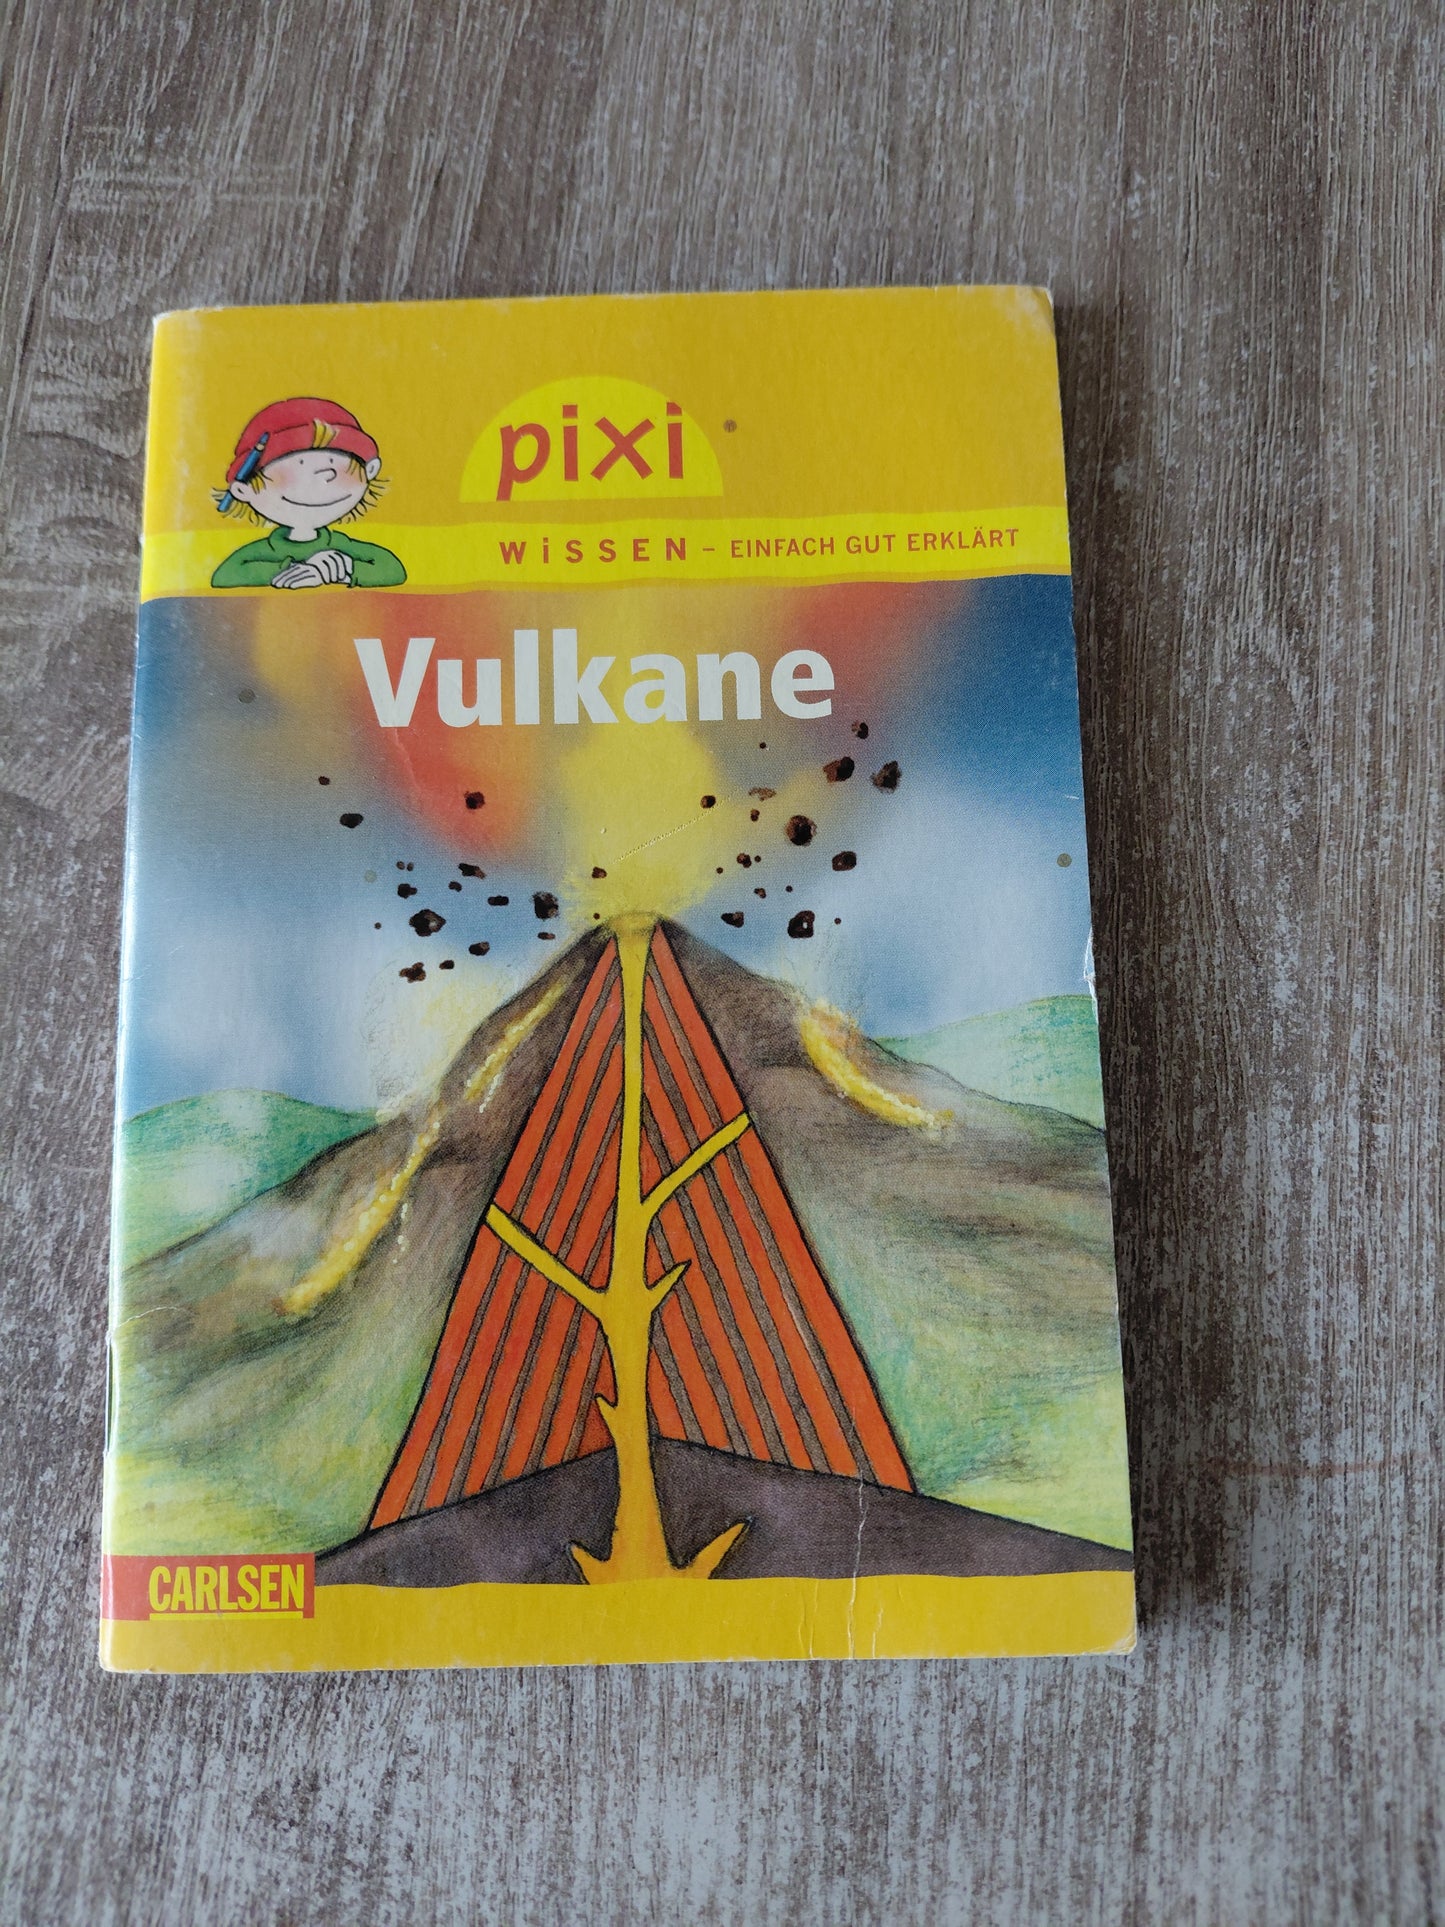 pixi
WiSSEN – EINFACH GUT ERKLÄRT
Vulkane
CARLSEN